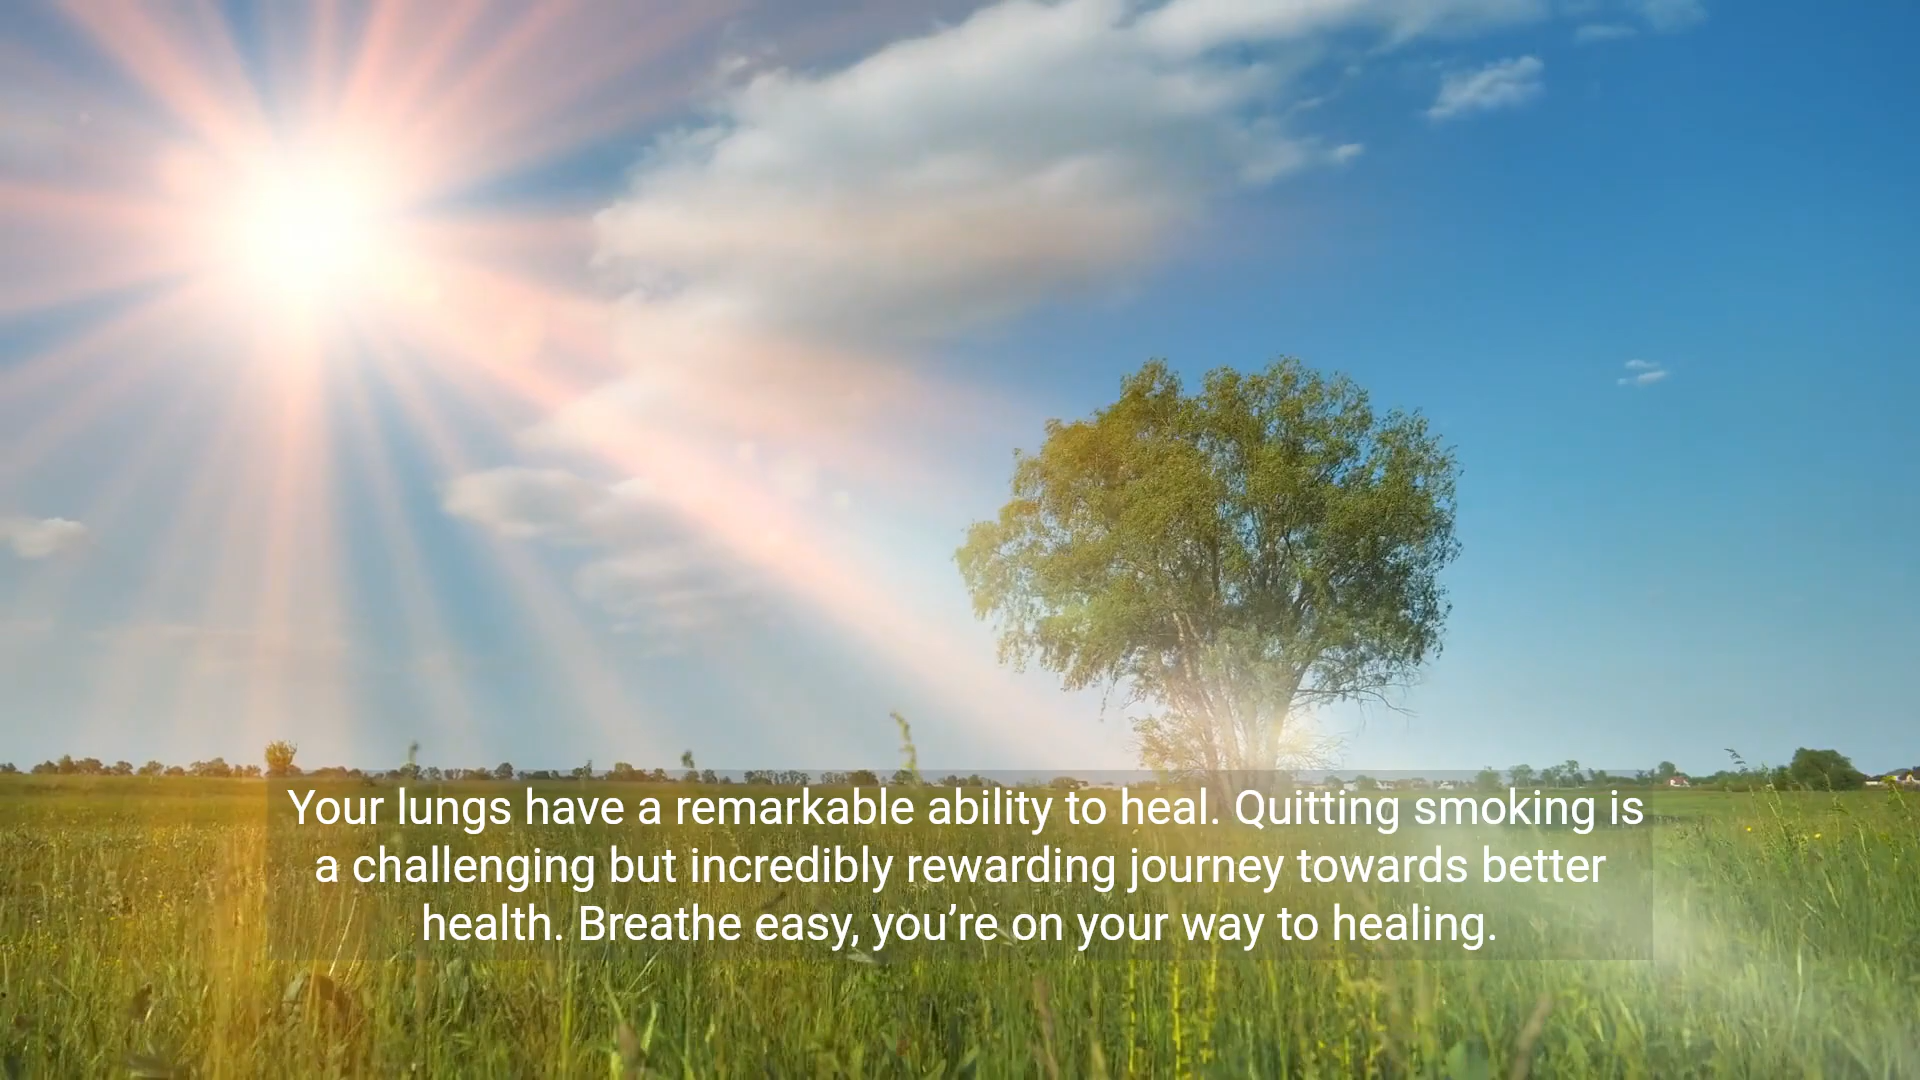 Your lungs have a remarkable ability to heal. Quitting smoking is
a challenging but incredibly rewarding journey towards better
health. Breathe easy, you’re on your way to healing.